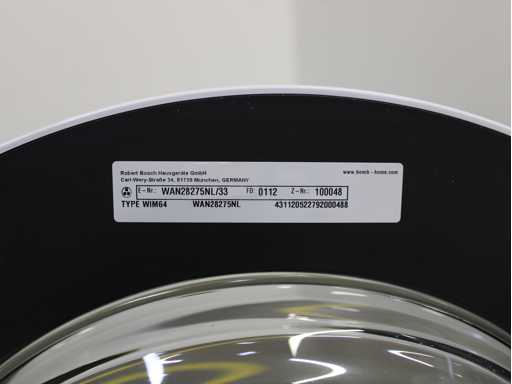 Robert Bosch Hausgeräte GmbH
Carl-Wery-Straße 34, 81739 München, GERMANY
www.bosch-home.com
E-Nr.: WAN28275NL/33 FD 0112 Z-Nr.: 100048
TYPE WIM64 WAN28275NL 431120522792000488